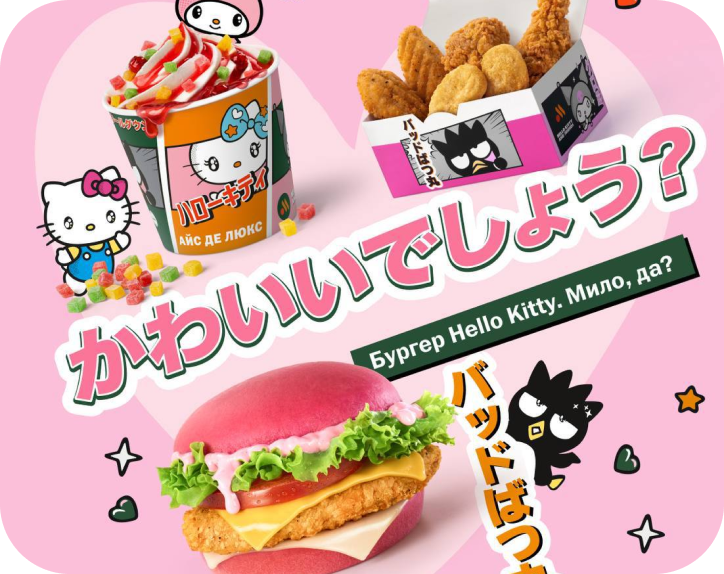 ハローキティ
АЙС ДЕ ЛЮКС
バッドばつ丸
かわいいでしょう?
Бургер Hello Kitty. Мило, да?
バッドばつ丸